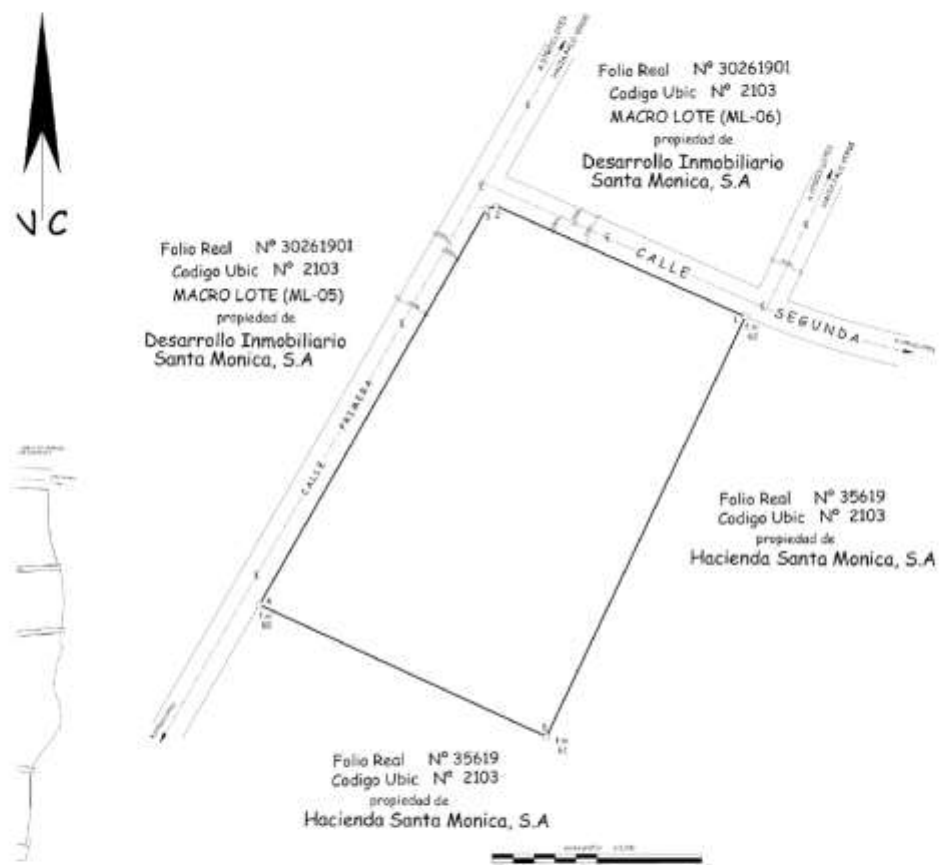 Folio Real Nº 30261901
Codigo Ubic Nº 2103
MACRO LOTE (ML-06)
propiedad de
Desarrollo Inmobiliario
Santa Monica, S.A
VC
Folio Real Nº 30261901
Codigo Ubic Nº 2103
MACRO LOTE (ML-05)
propiedad de
Desarrollo Inmobiliario
Santa Monica, S.A
CALLE SEGUNDA
CALLE PRIMERA
Folio Real Nº 35619
Codigo Ubic Nº 2103
propiedad de
Hacienda Santa Monica, S.A
Folio Real Nº 35619
Codigo Ubic Nº 2103
propiedad de
Hacienda Santa Monica, S.A